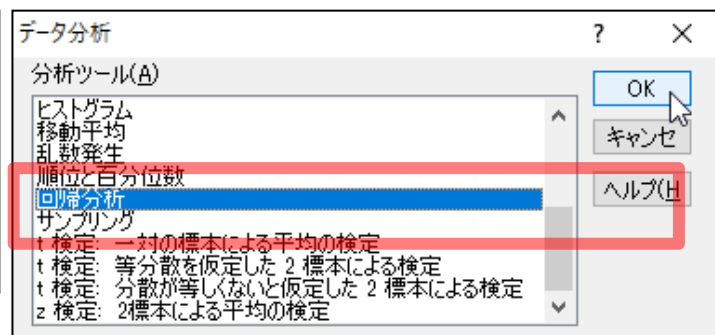 データ分析 ? ×
分析ツール(A)
OK
ヒストグラム
移動平均
キャンセ
乱数発生
順位と百分位数
ヘルプ(H
回帰分析
サンプリング
t 検定: 一対の標本による平均の検定
t 検定: 等分散を仮定した 2 標本による検定
t 検定: 分散が等しくないと仮定した 2 標本による検定
z 検定: 2標本による平均の検定